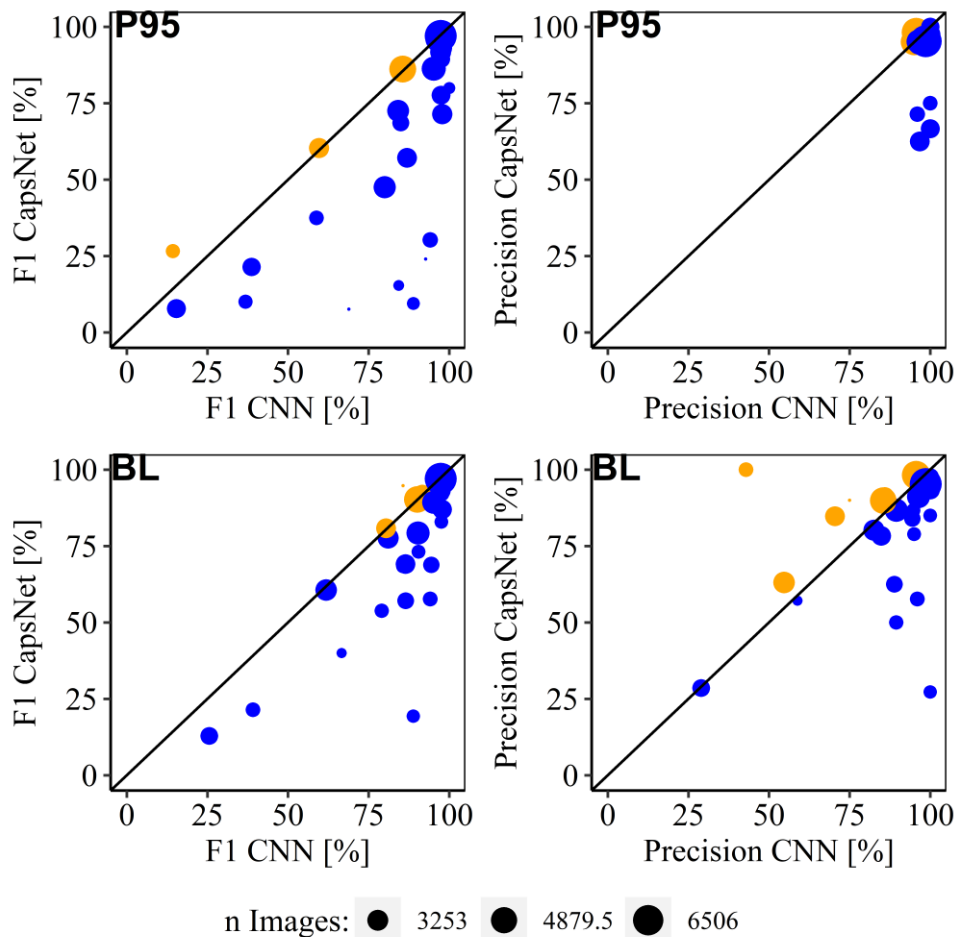 P95
F1 CapsNet [%]
100
75
50
25
0
0 25 50 75 100
F1 CNN [%]
P95
Precision CapsNet [%]
100
75
50
25
0
0 25 50 75 100
Precision CNN [%]
BL
F1 CapsNet [%]
100
75
50
25
0
0 25 50 75 100
F1 CNN [%]
BL
Precision CapsNet [%]
100
75
50
25
0
0 25 50 75 100
Precision CNN [%]
n Images: 3253 4879.5 6506